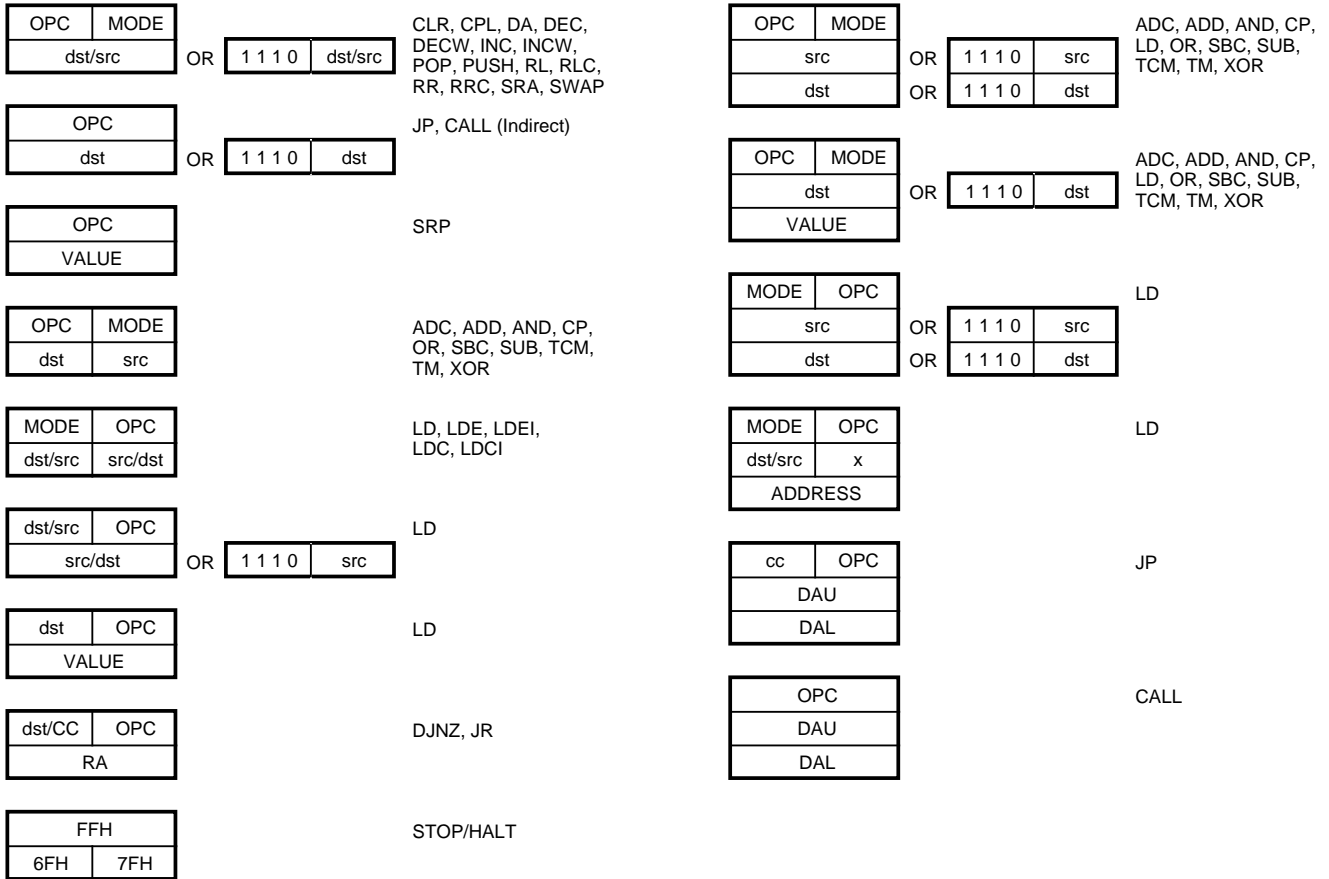 OPC MODE
CLR, CPL, DA, DEC,
dst/src OR 1 1 1 0 dst/src
DECW, INC, INCW,
POP, PUSH, RL, RLC,
RR, RRC, SRA, SWAP
OPC
JP, CALL (Indirect)
dst OR 1 1 1 0 dst
OPC
SRP
VALUE
OPC MODE
ADC, ADD, AND, CP,
dst src
OR, SBC, SUB, TCM,
TM, XOR
MODE OPC
LD, LDE, LDEI,
dst/src src/dst
LDC, LDCI
dst/src OPC
LD
src/dst OR 1 1 1 0 src
dst OPC
LD
VALUE
dst/CC OPC
DJNZ, JR
RA
FFH
STOP/HALT
6FH 7FH
OPC MODE
ADC, ADD, AND, CP,
src OR 1 1 1 0 src
LD, OR, SBC, SUB,
TCM, TM, XOR
dst OR 1 1 1 0 dst
OPC MODE
ADC, ADD, AND, CP,
dst OR 1 1 1 0 dst
LD, OR, SBC, SUB,
TCM, TM, XOR
VALUE
MODE OPC
LD
src OR 1 1 1 0 src
dst OR 1 1 1 0 dst
MODE OPC
LD
dst/src x
ADDRESS
cc OPC
JP
DAU
DAL
OPC
CALL
DAU
DAL